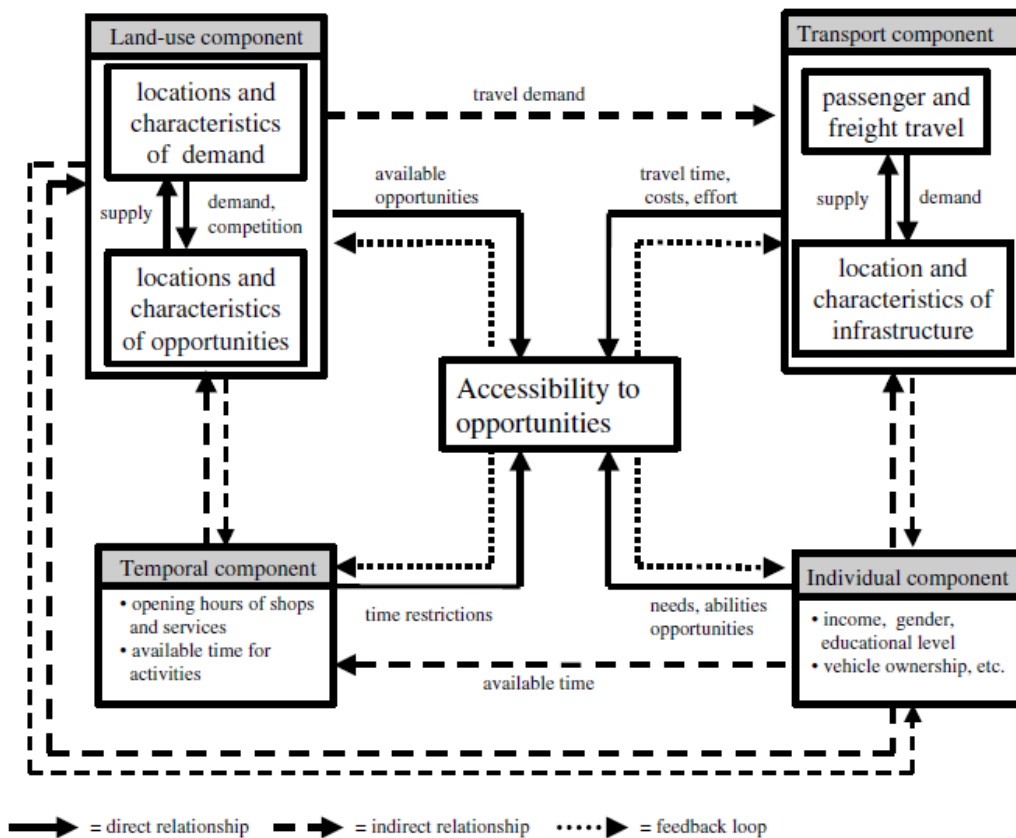 Land-use component
locations and
characteristics
of demand
supply
demand,
competition
locations and
characteristics
of opportunities
travel demand
available
opportunities
travel time,
costs, effort
Transport component
passenger and
freight travel
supply
demand
location and
characteristics of
infrastructure
Accessibility to
opportunities
Temporal component
• opening hours of shops
and services
• available time for
activities
time restrictions
needs, abilities
opportunities
available time
Individual component
• income, gender,
educational level
• vehicle ownership, etc.
= direct relationship
= indirect relationship
= feedback loop